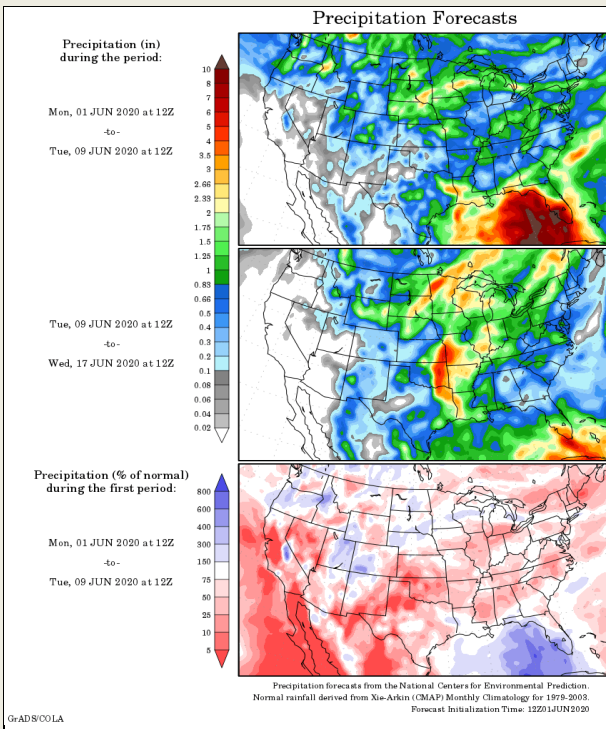 Precipitation Forecasts
Precipitation (in)
during the period:
Mon, 01 JUN 2020 at 12Z
-to-
Tue, 09 JUN 2020 at 12Z
10
8
7
6
5
4
3.5
3
2.66
2.33
2
1.75
1.5
1.25
1
0.83
0.66
0.5
0.4
0.3
0.2
0.1
0.08
0.06
0.04
0.02
Tue, 09 JUN 2020 at 12Z
-to-
Wed, 17 JUN 2020 at 12Z
Precipitation (% of normal)
during the first period:
Mon, 01 JUN 2020 at 12Z
-to-
Tue, 09 JUN 2020 at 12Z
800
600
400
300
150
75
50
25
10
5
Precipitation forecasts from the National Centers for Environmental Prediction.
Normal rainfall derived from Xie-Arkin (CMAP) Monthly Climatology for 1979-2003.
Forecast Initialization Time: 12Z01JUN2020
GrADS/COLA